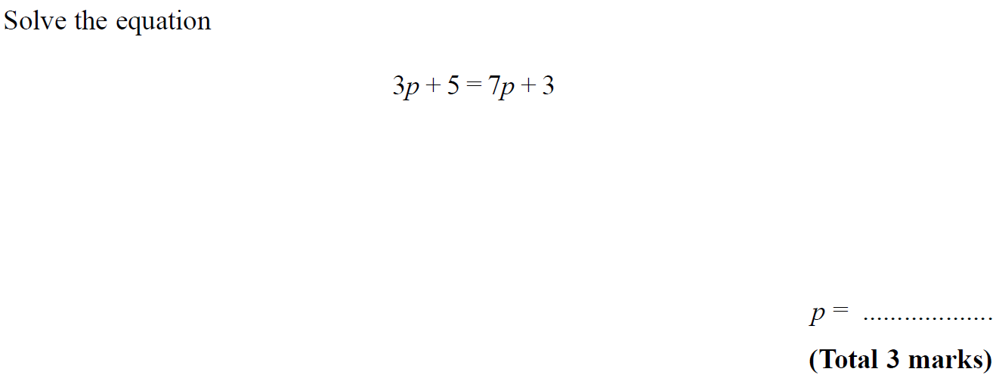 Solve the equation
3p + 5 = 7p + 3
p = ...................
(Total 3 marks)